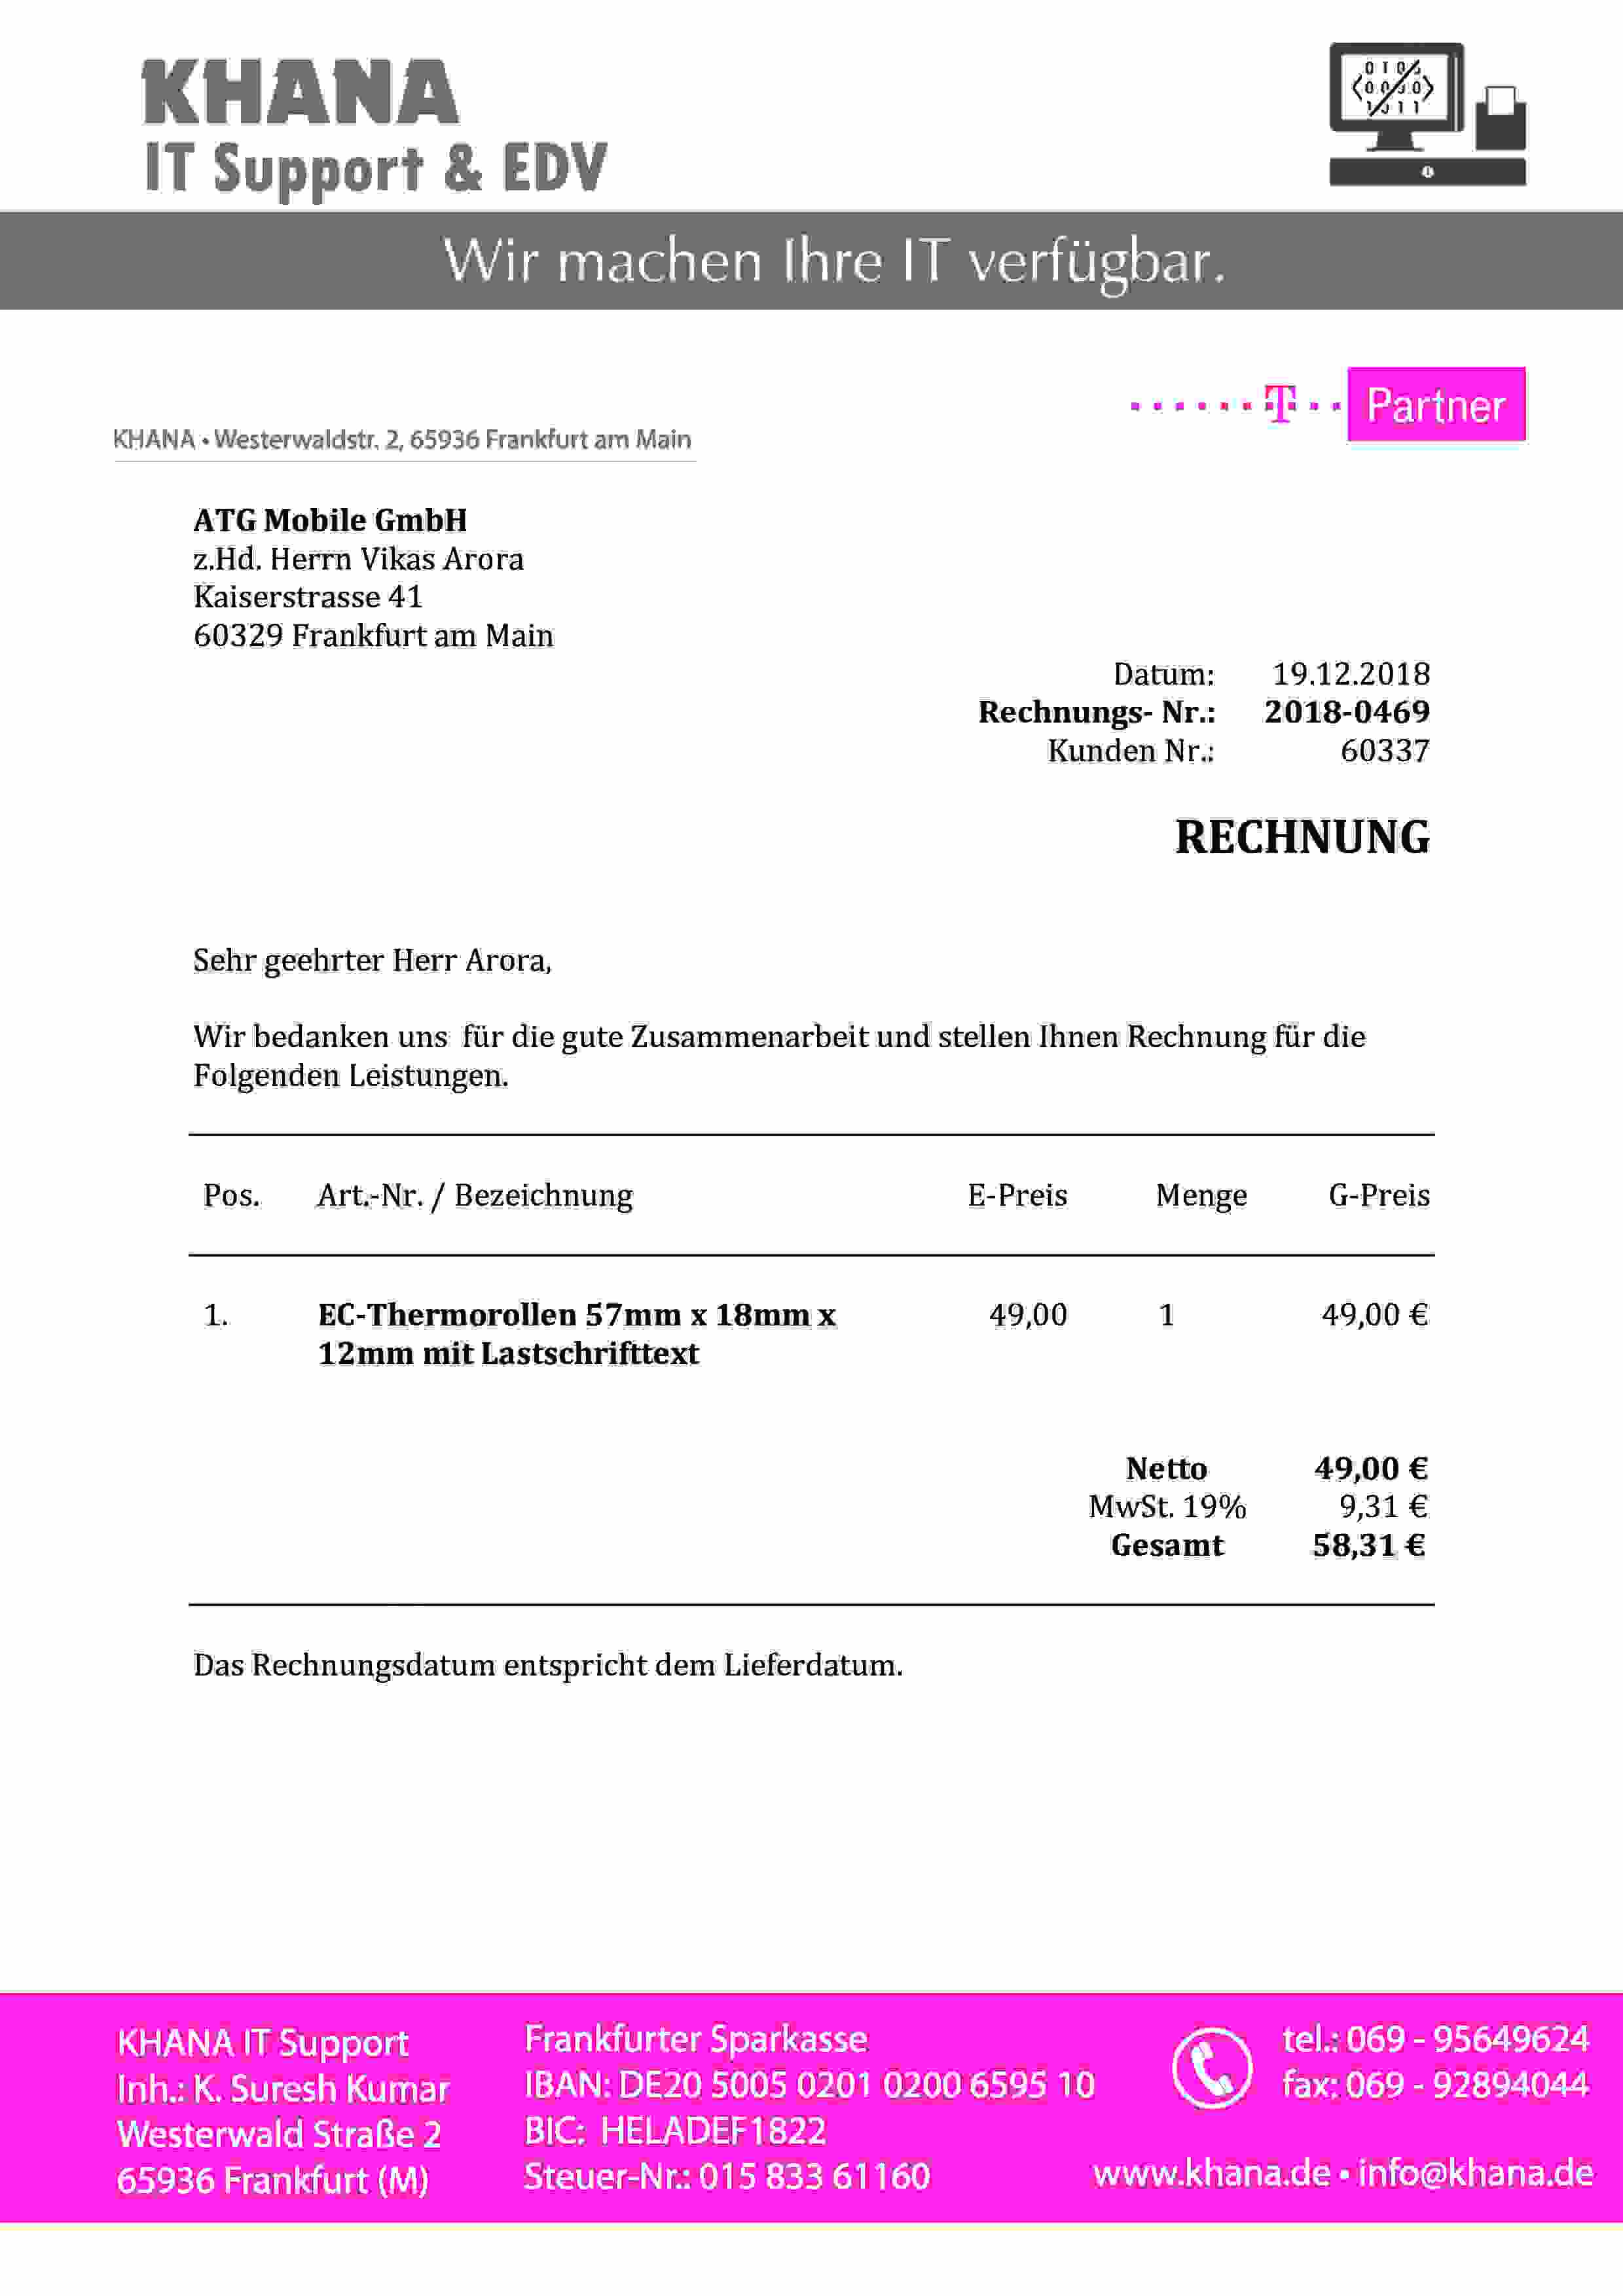 KHANA
IT Support & EDV
Wir machen Ihre IT verfügbar.
T Partner
KHANA • Westerwaldstr. 2, 65936 Frankfurt am Main
ATG Mobile GmbH
z.Hd. Herrn Vikas Arora
Kaiserstrasse 41
60329 Frankfurt am Main
Datum: 19.12.2018
Rechnungs- Nr.: 2018-0469
Kunden Nr.: 60337
RECHNUNG
Sehr geehrter Herr Arora,
Wir bedanken uns für die gute Zusammenarbeit und stellen Ihnen Rechnung für die
Folgenden Leistungen.
Pos. Art.-Nr. / Bezeichnung E-Preis Menge G-Preis
1. EC-Thermorollen 57mm x 18mm x 49,00 1 49,00 €
12mm mit Lastschrifttext
Netto 49,00 €
MwSt. 19% 9,31 €
Gesamt 58,31 €
Das Rechnungsdatum entspricht dem Lieferdatum.
KHANA IT Support
Inh.: K. Suresh Kumar
Westerwald Straße 2
65936 Frankfurt (M)
Frankfurter Sparkasse
IBAN: DE20 5005 0201 0200 6595 10
BIC: HELADEF1822
Steuer-Nr.: 015 833 61160
tel.: 069 - 95649624
fax: 069 - 92894044
www.khana.de • info@khana.de